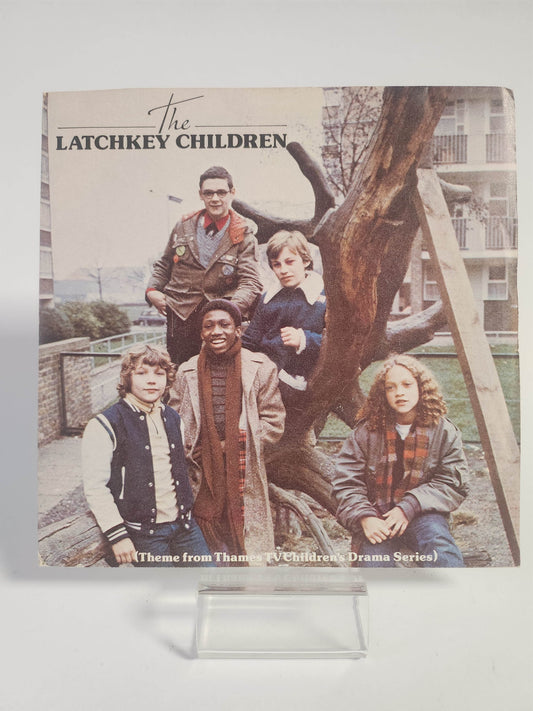 The
LATCHKEY CHILDREN
(Theme from Thames TV Children's Drama Series)